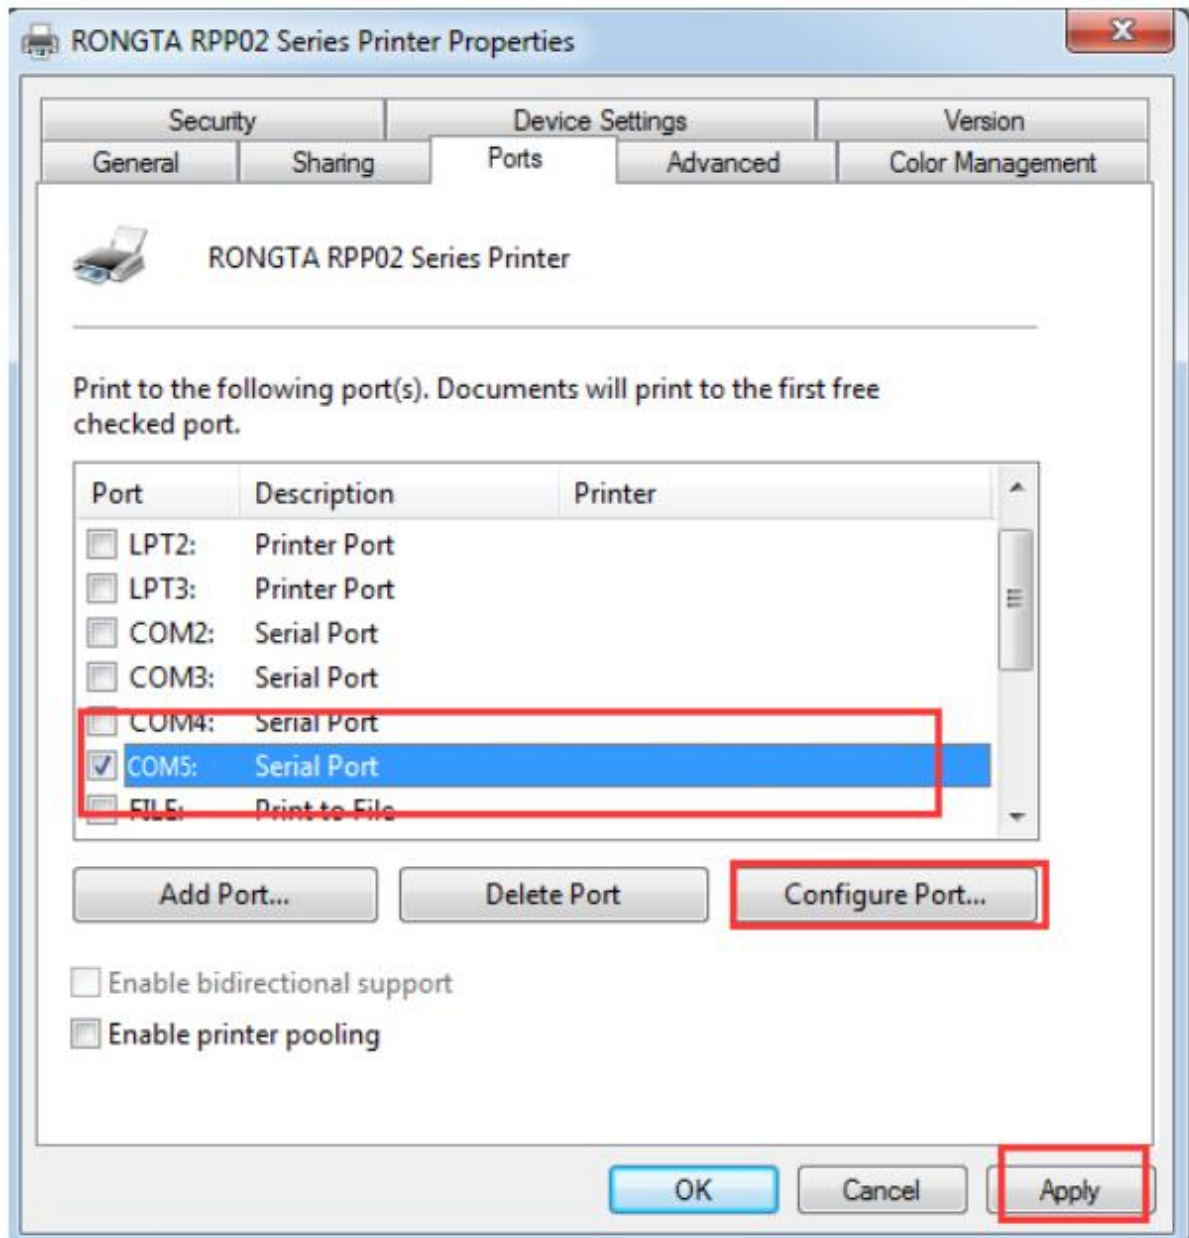 RONGTA RPP02 Series Printer Properties
Security Device Settings Version
General Sharing Ports Advanced Color Management
RONGTA RPP02 Series Printer
Print to the following port(s). Documents will print to the first free
checked port.
Port Description Printer
LPT2: Printer Port
LPT3: Printer Port
COM2: Serial Port
COM3: Serial Port
COM4: Serial Port
COM5: Serial Port
FILE: Print to File
Add Port... Delete Port Configure Port...
Enable bidirectional support
Enable printer pooling
OK Cancel Apply